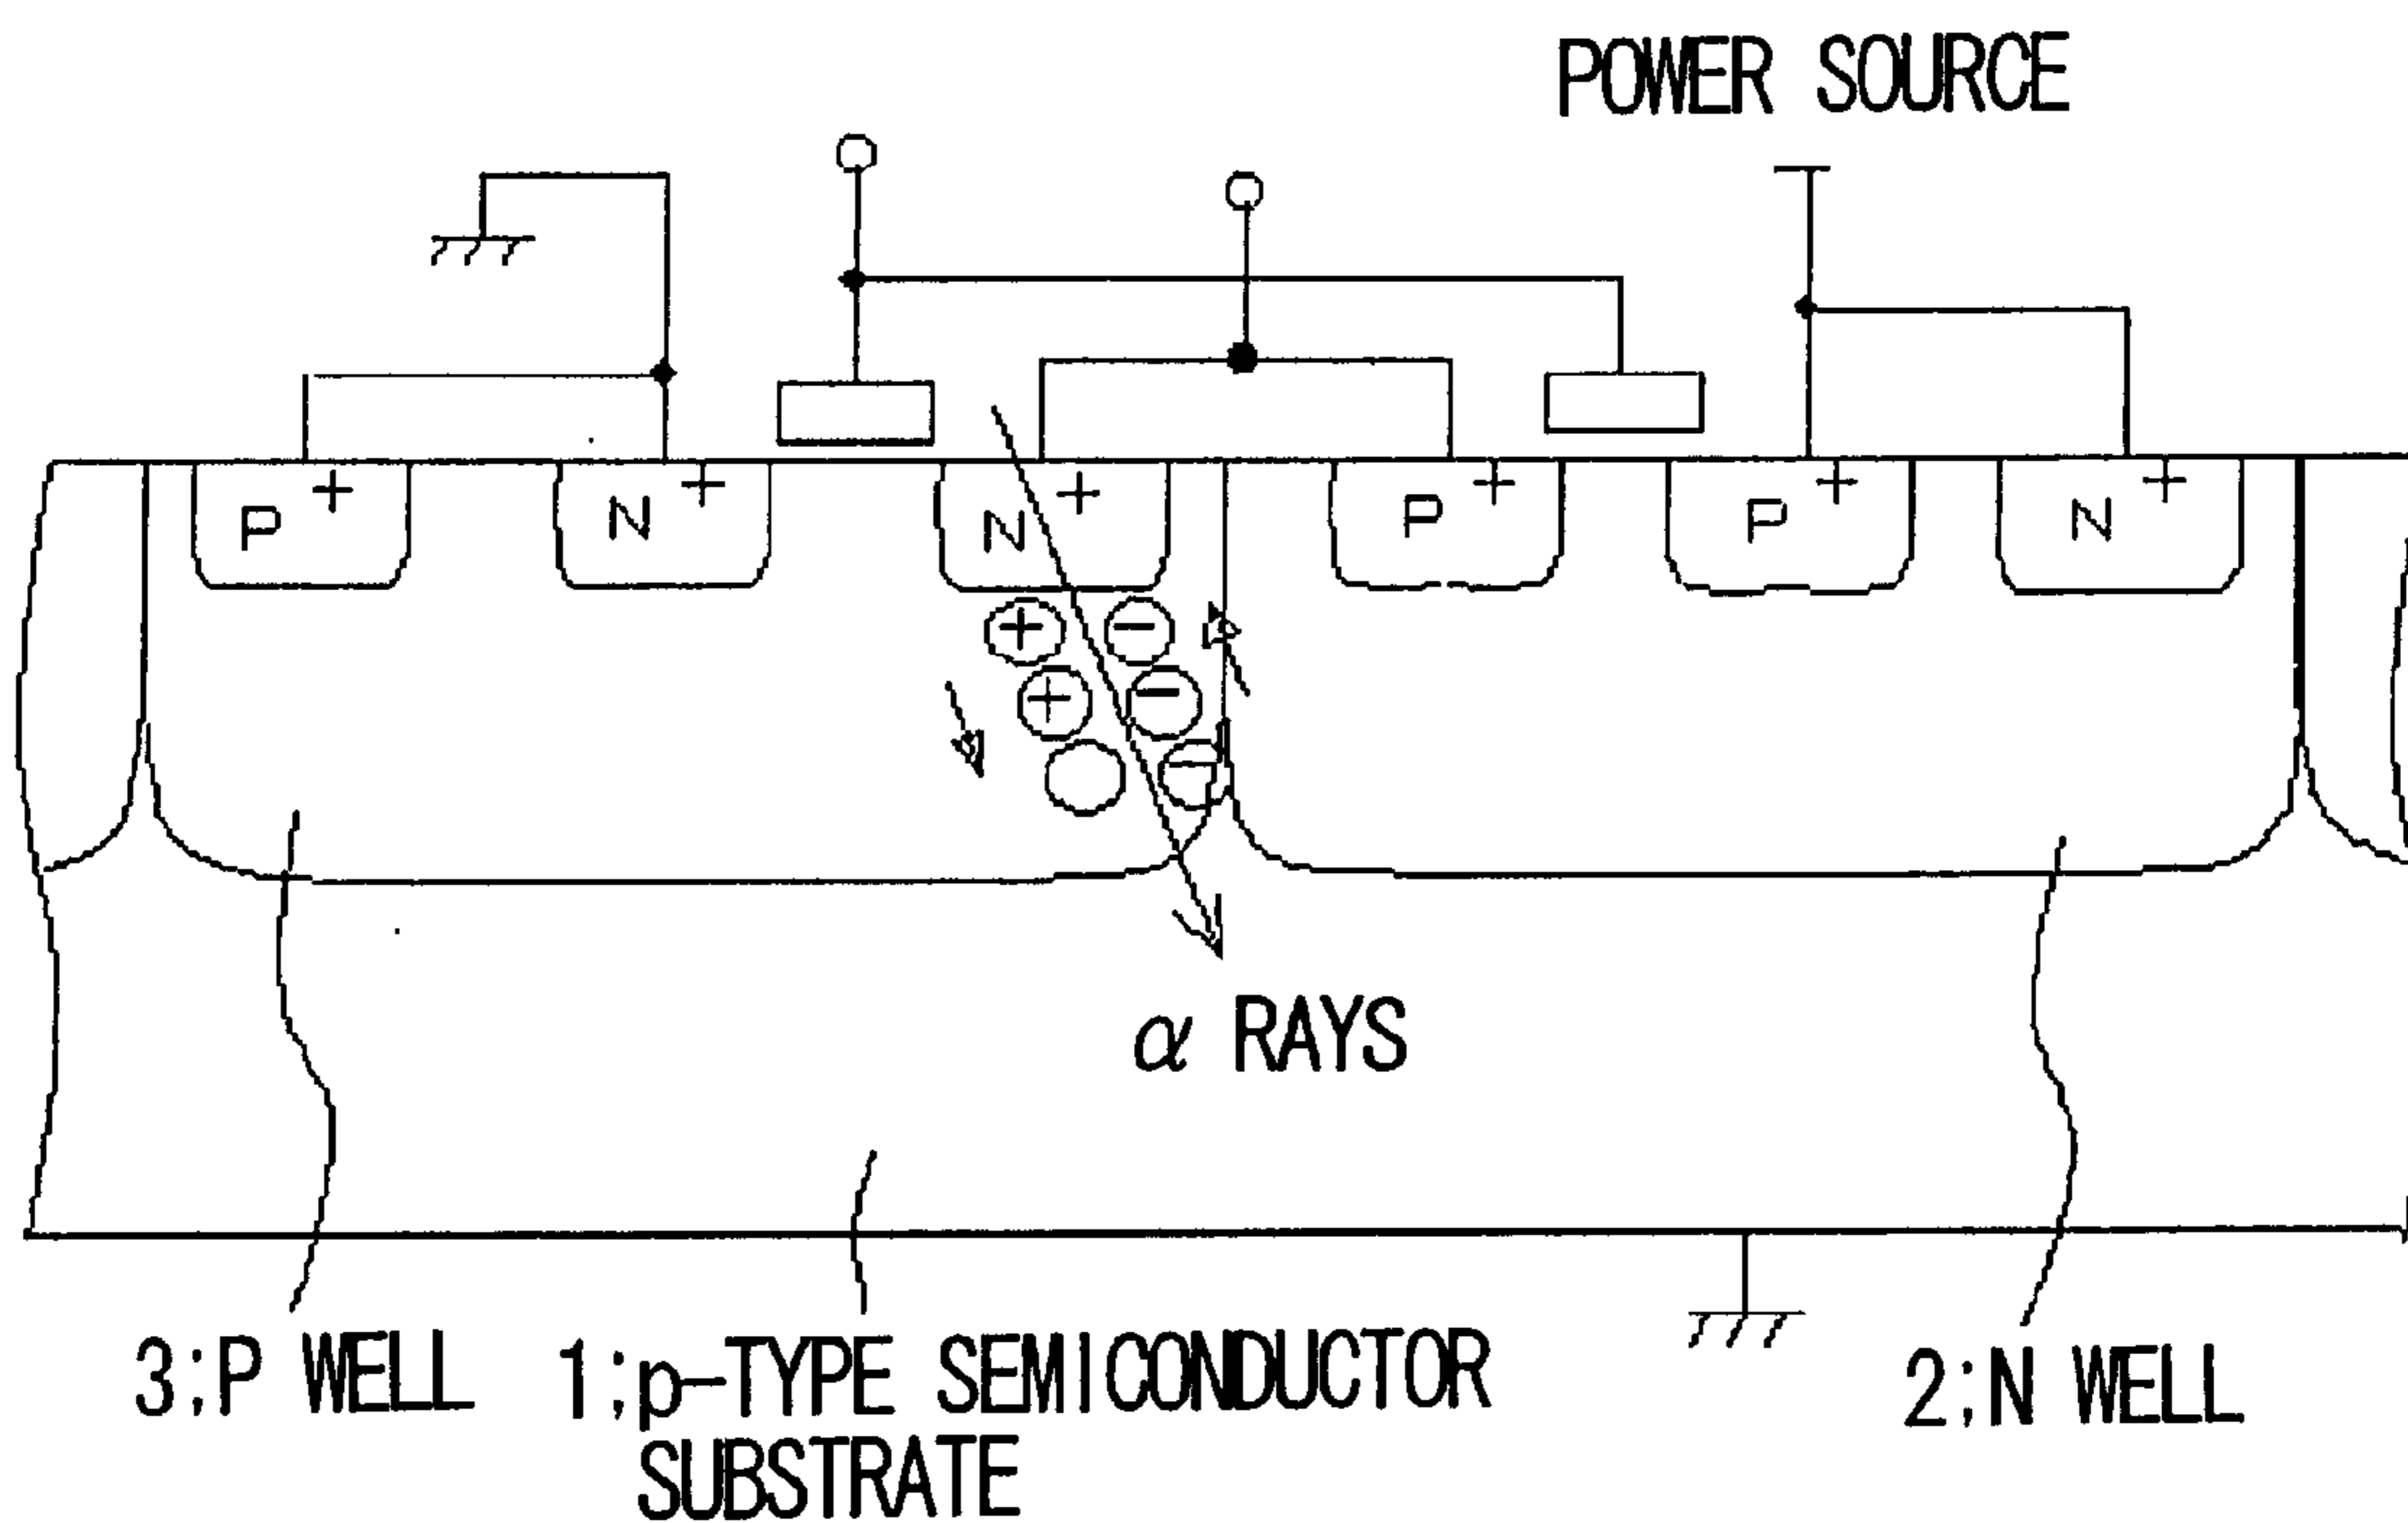 POWER SOURCE
P+ N+ N+ P+ P+ N+
+ −
+ −
−
α RAYS
3;P WELL 1;p-TYPE SEMICONDUCTOR 2;N WELL
SUBSTRATE